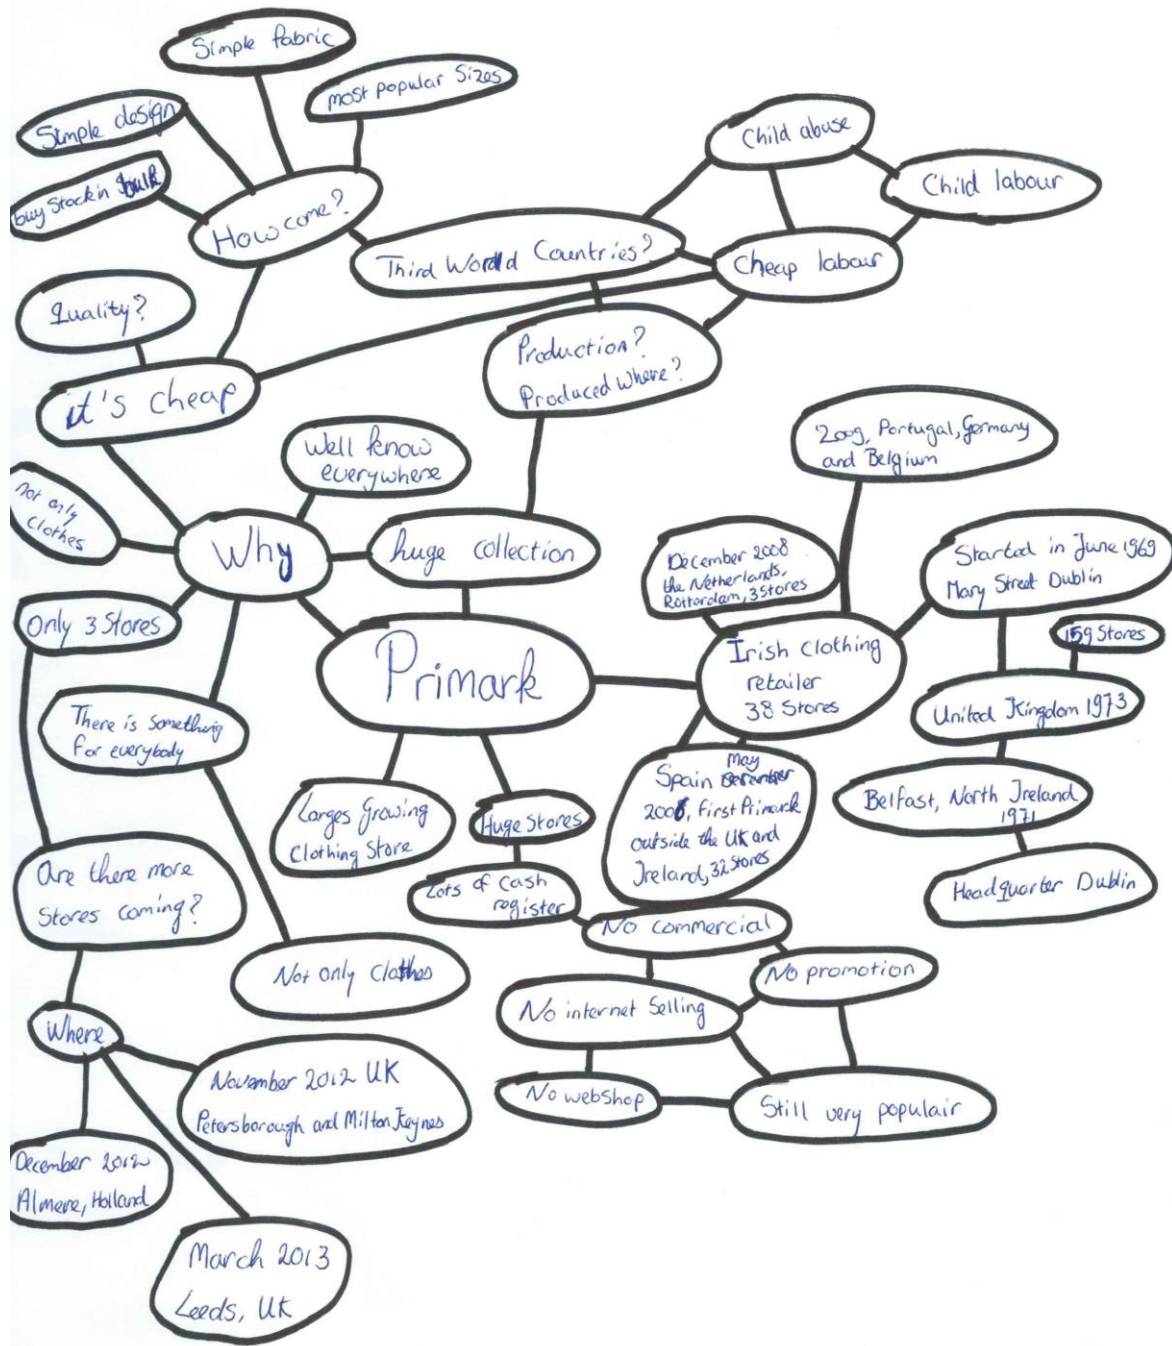 Simple fabric
most popular Sizes
Simple design
buy Stock in bulk
How come?
Child abuse
Child labour
Third World Countries?
Cheap labour
Quality?
it's cheap
Production?
Produced Where?
Well know
everywhere
2009, Portugal, Germany
and Belgium
not only
clothes
Why
huge collection
December 2008
the Netherlands,
Rotterdam, 3 Stores
Started in June 1969
Mary Street Dublin
Only 3 Stores
159 Stores
Primark
Irish clothing
retailer
38 Stores
There is something
for everybody
United Kingdom 1973
Larges Growing
Clothing Store
Huge Stores
Spain May
2006, First Primark
outside the UK and
Ireland, 32 Stores
Belfast, North Ireland
1971
Headquarter Dublin
Are there more
Stores coming?
Lots of cash
register
No commercial
Not only clothes
No promotion
No internet Selling
Where
November 2012 UK
Petersborough and Milton Keynes
No webshop
Still very populair
December 2012
Almere, Holland
March 2013
Leeds, UK